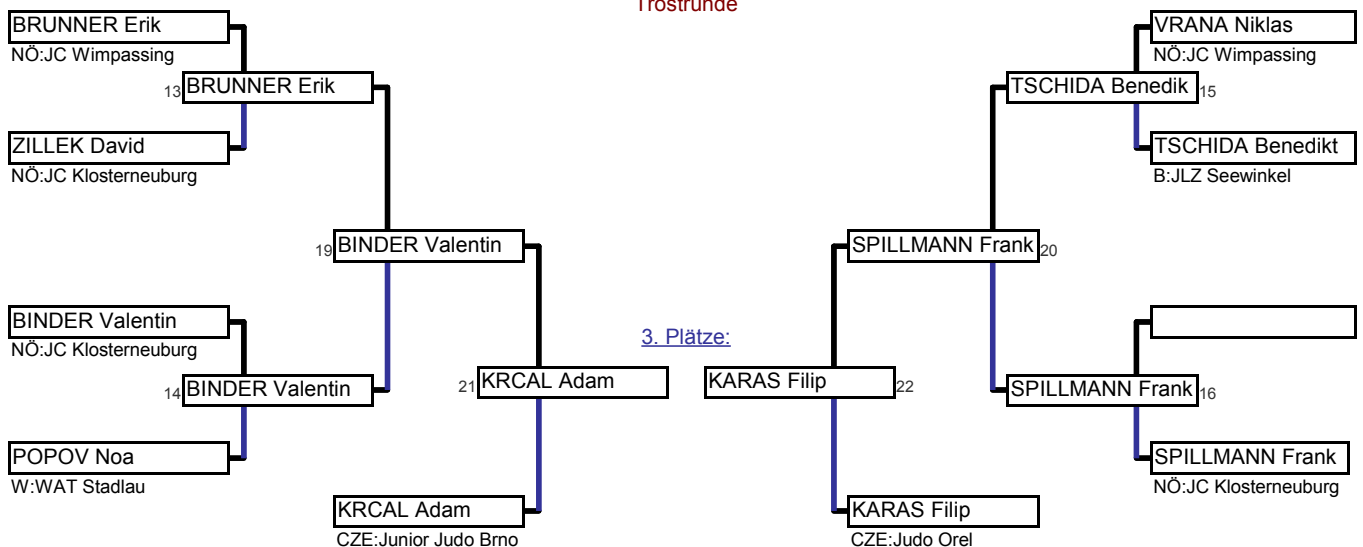 Trostrunde
BRUNNER Erik
NÖ:JC Wimpassing
13 BRUNNER Erik
ZILLEK David
NÖ:JC Klosterneuburg
19 BINDER Valentin
BINDER Valentin
NÖ:JC Klosterneuburg
14 BINDER Valentin
POPOV Noa
W:WAT Stadlau
3. Plätze:
21 KRCAL Adam
KRCAL Adam
CZE:Junior Judo Brno
VRANA Niklas
NÖ:JC Wimpassing
TSCHIDA Benedik 15
TSCHIDA Benedikt
B:JLZ Seewinkel
SPILLMANN Frank 20
KARAS Filip 22
SPILLMANN Frank 16
SPILLMANN Frank
NÖ:JC Klosterneuburg
KARAS Filip
CZE:Judo Orel